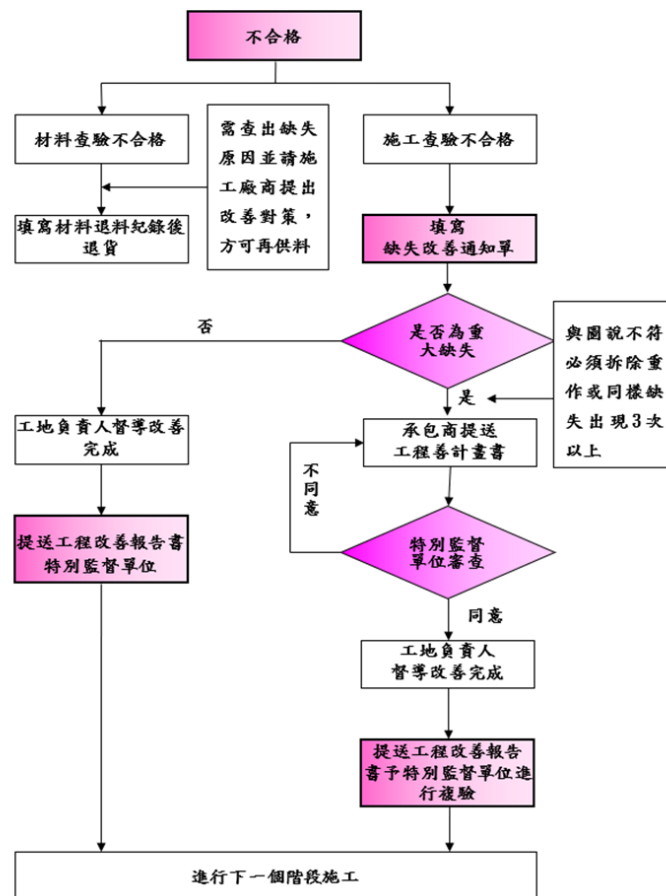 不合格
材料查驗不合格
需查出缺失
原因並請施
工廠商提出
改善對策，
方可再供料
施工查驗不合格
填寫材料退料紀錄後
退貨
填寫
缺失改善通知單
否
是否為重
大缺失
與圖說不符
必須拆除重
作或同樣缺
失出現3次
以上
是
工地負責人督導改善
完成
承包商提送
工程善計畫書
不
同
意
提送工程改善報告書
特別監督單位
特別監督
單位審查
同意
工地負責人
督導改善完成
提送工程改善報告
書予特別監督單位進
行複驗
進行下一個階段施工